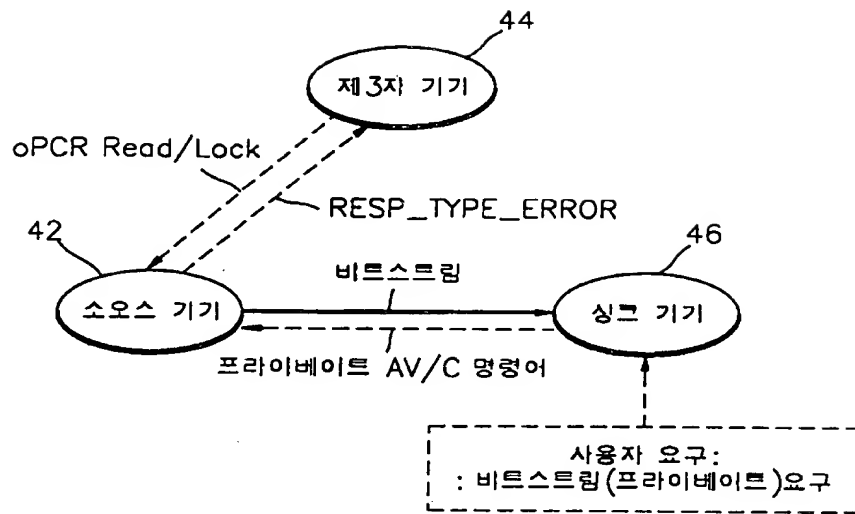 44
제3자 기기
oPCR Read/Lock
RESP_TYPE_ERROR
42
46
비트스트림
소오스 기기
싱크 기기
프라이베이트 AV/C 명령어
사용자 요구:
: 비트스트림(프라이베이트)요구